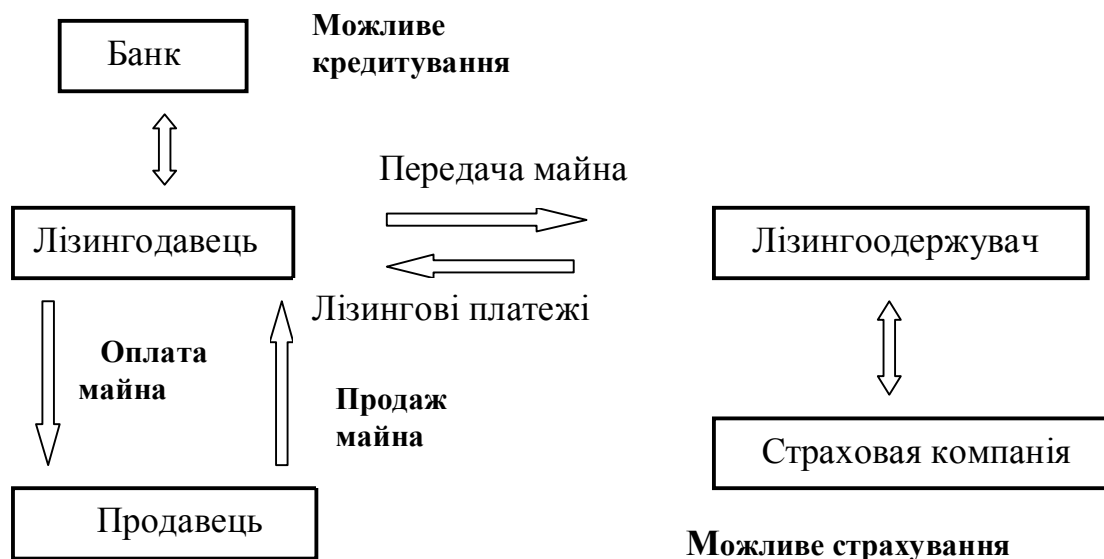 Банк
Можливе
кредитування
Передача майна
Лізингодавець
Лізингоодержувач
Лізингові платежі
Оплата
майна
Продаж
майна
Страховая компанія
Продавець
Можливе страхування